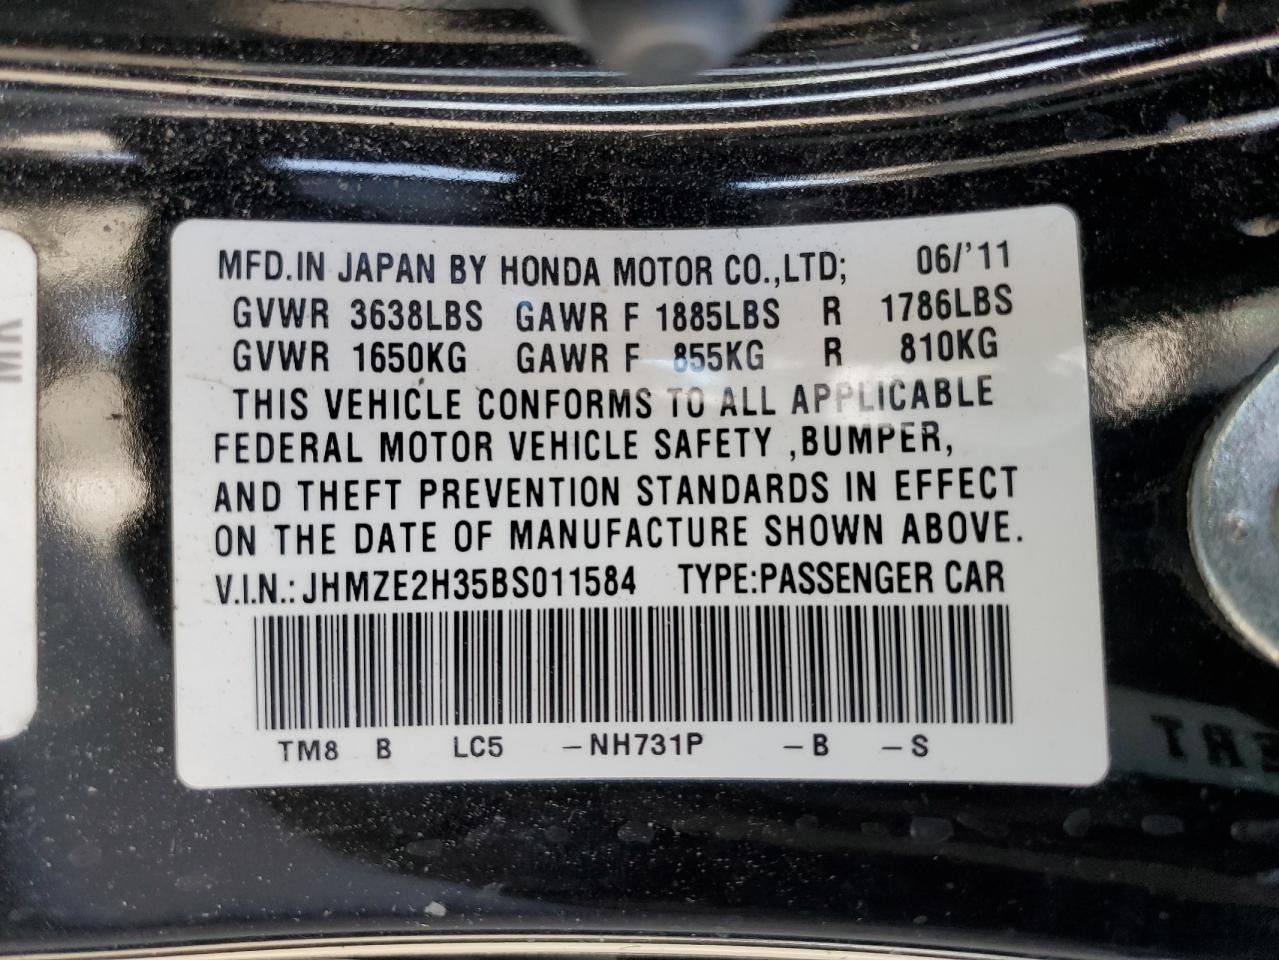 MFD.IN JAPAN BY HONDA MOTOR CO.,LTD; 06/'11
GVWR 3638LBS GAWR F 1885LBS R 1786LBS
GVWR 1650KG GAWR F 855KG R 810KG
THIS VEHICLE CONFORMS TO ALL APPLICABLE
FEDERAL MOTOR VEHICLE SAFETY ,BUMPER,
AND THEFT PREVENTION STANDARDS IN EFFECT
ON THE DATE OF MANUFACTURE SHOWN ABOVE.
V.I.N.: JHMZE2H35BS011584 TYPE:PASSENGER CAR
TM8 B LC5 –NH731P –B –S